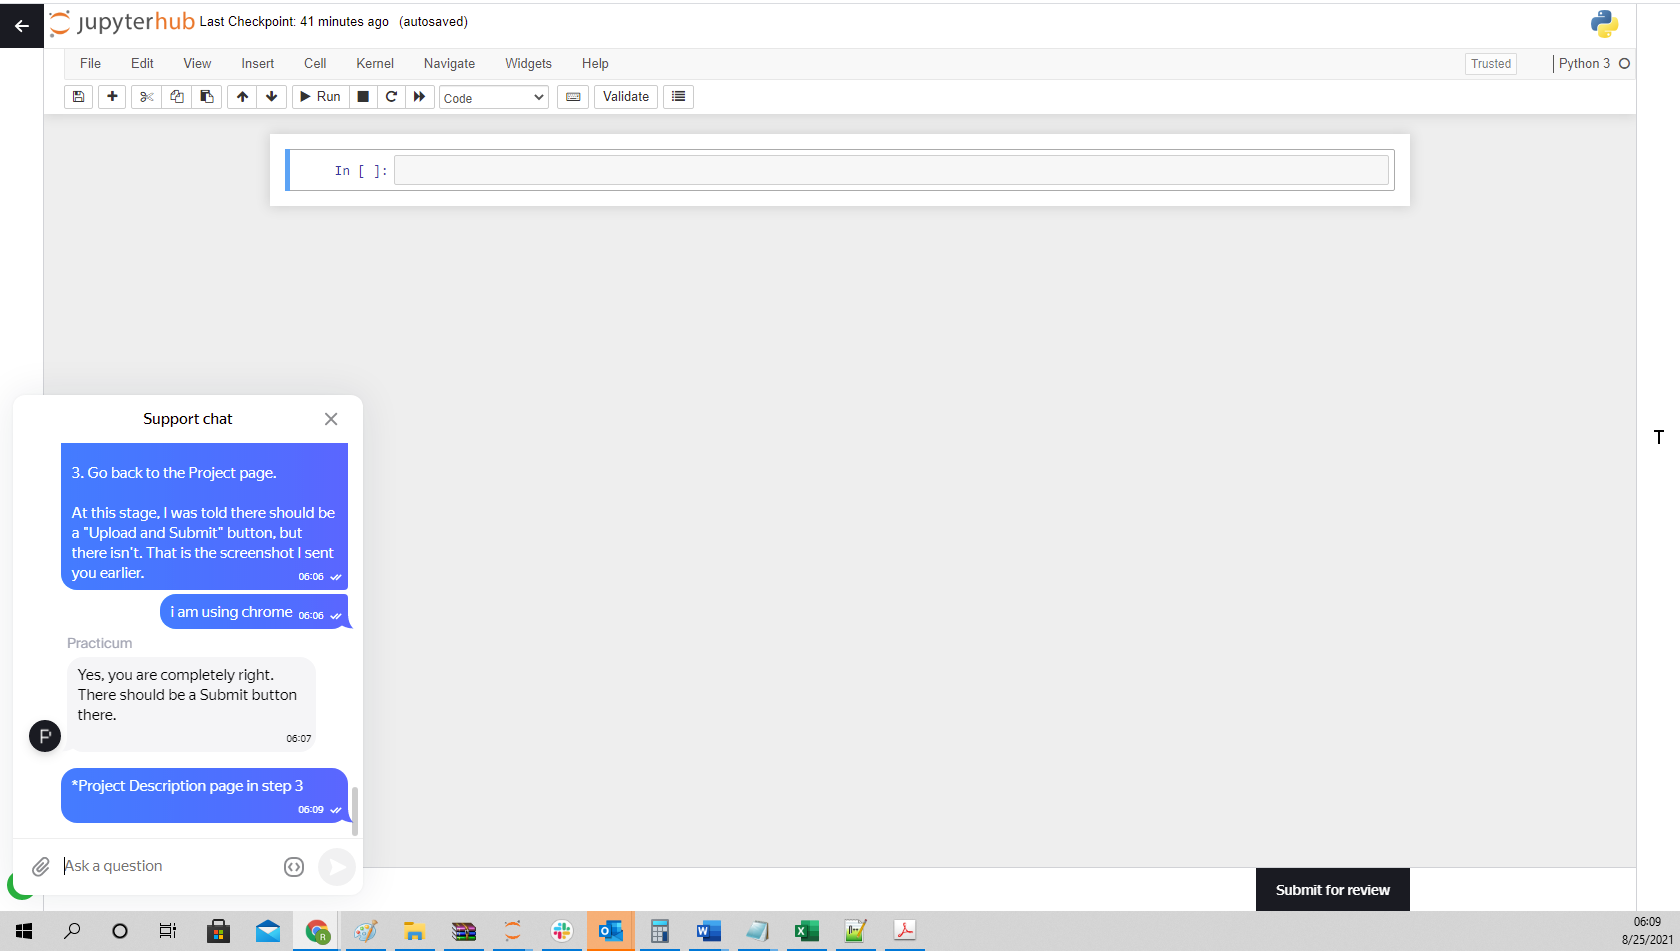 jupyterhub Last Checkpoint: 41 minutes ago (autosaved)
File Edit View Insert Cell Kernel Navigate Widgets Help Trusted Python 3
Run Code Validate
In [ ]:
Support chat
3. Go back to the Project page.
At this stage, I was told there should be
a "Upload and Submit" button, but
there isn't. That is the screenshot I sent
you earlier.
06:06
i am using chrome 06:06
Practicum
Yes, you are completely right.
There should be a Submit button
there.
06:07
*Project Description page in step 3
06:09
Ask a question
T
Submit for review
06:09
8/25/2021